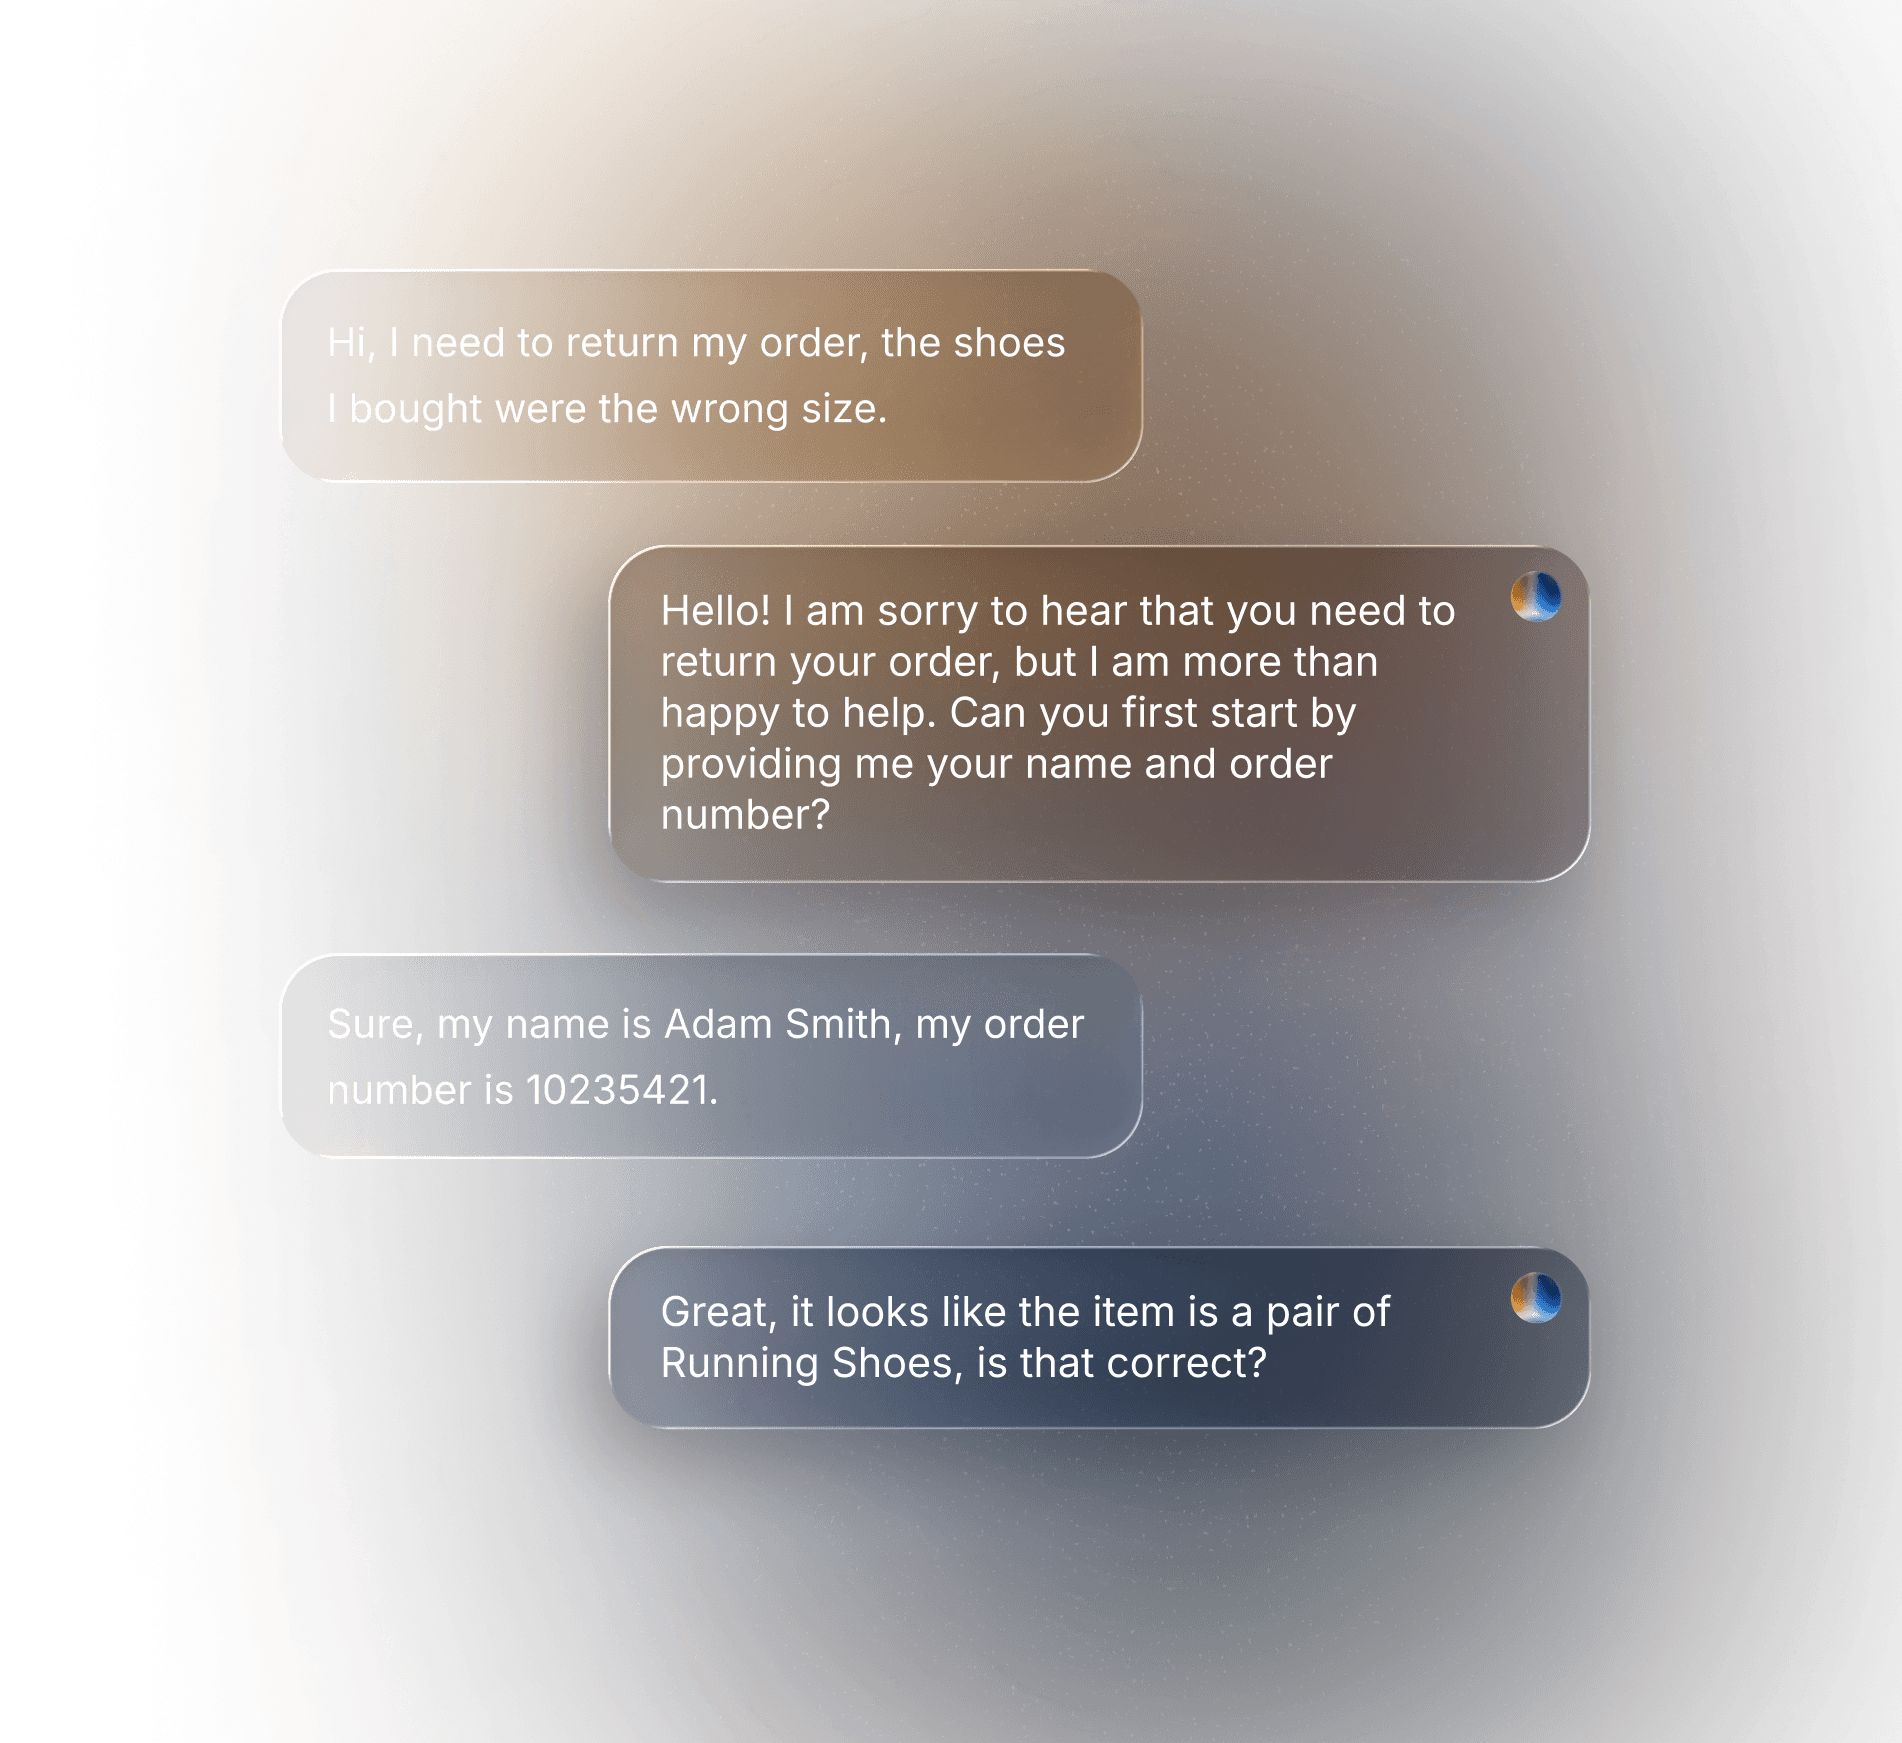 Hi, I need to return my order, the shoes
I bought were the wrong size.
Hello! I am sorry to hear that you need to
return your order, but I am more than
happy to help. Can you first start by
providing me your name and order
number?
Sure, my name is Adam Smith, my order
number is 10235421.
Great, it looks like the item is a pair of
Running Shoes, is that correct?